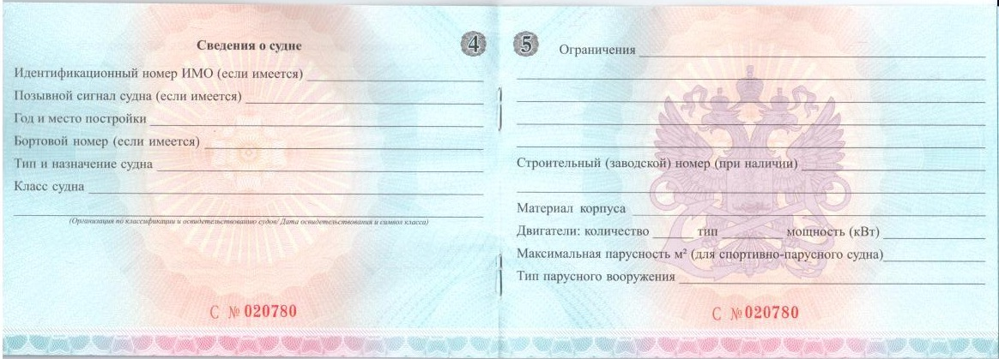 Сведения о судне
4
Идентификационный номер ИМО (если имеется)
Позывной сигнал судна (если имеется)
Год и место постройки
Бортовой номер (если имеется)
Тип и назначение судна
Класс судна
(Организация по классификации и освидетельствованию судов/ Дата освидетельствования и символ класса)
С № 020780
5
Ограничения
Строительный (заводской) номер (при наличии)
Материал корпуса
Двигатели: количество тип мощность (кВт)
Максимальная парусность м² (для спортивно-парусного судна)
Тип парусного вооружения
С № 020780